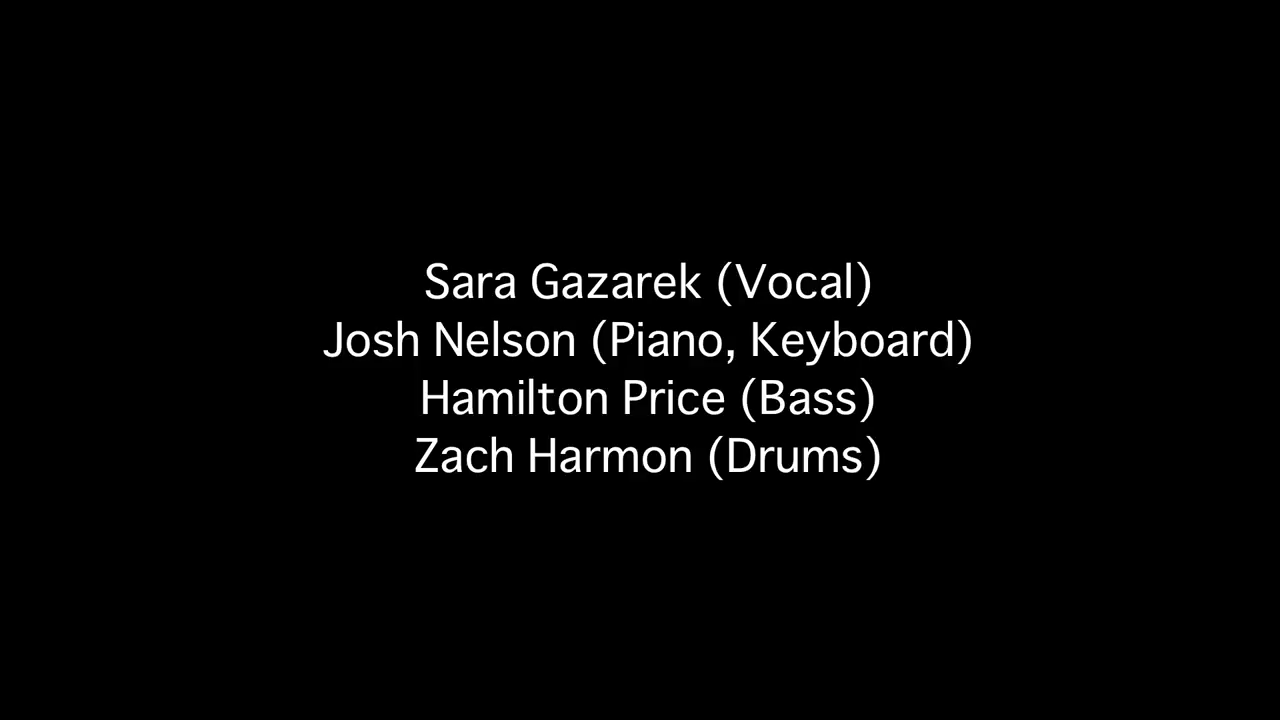 Sara Gazarek (Vocal)
Josh Nelson (Piano, Keyboard)
Hamilton Price (Bass)
Zach Harmon (Drums)